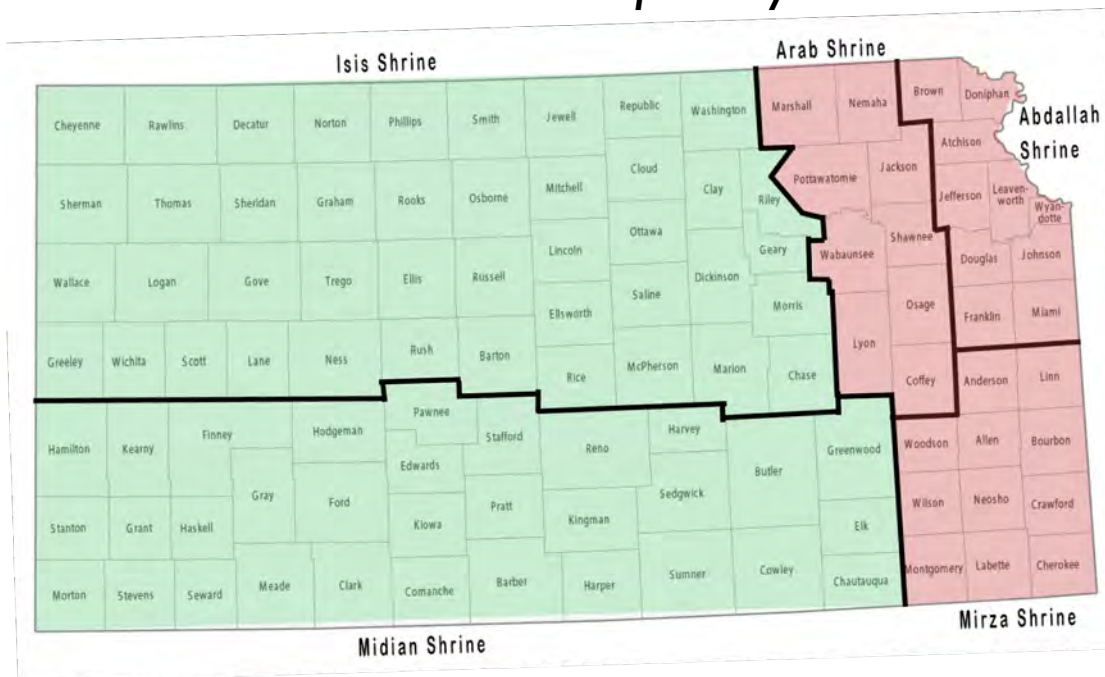 Isis Shrine
Arab Shrine
Abdallah
Shrine
Cheyenne Rawlins Decatur Norton Phillips Smith Jewell Republic Washington Marshall Nemaha Brown Doniphan
Atchison
Cloud Jackson
Sherman Thomas Sheridan Graham Rooks Osborne Mitchell Clay Riley Pottawatomie Jefferson Leaven-
worth Wyan-
dotte
Ottawa Shawnee
Wallace Logan Gove Trego Ellis Russell Lincoln Dickinson Geary Wabaunsee Douglas Johnson
Saline
Ellsworth Morris Osage Franklin Miami
Greeley Wichita Scott Lane Ness Rush Barton Rice McPherson Marion Chase Lyon Coffey Anderson Linn
Hamilton Kearny Finney Hodgeman Pawnee Stafford Reno Harvey Butler Greenwood Woodson Allen Bourbon
Edwards
Stanton Grant Haskell Gray Ford Kiowa Pratt Kingman Sedgwick Elk Wilson Neosho Crawford
Morton Stevens Seward Meade Clark Comanche Barber Harper Sumner Cowley Chautauqua Montgomery Labette Cherokee
Midian Shrine
Mirza Shrine